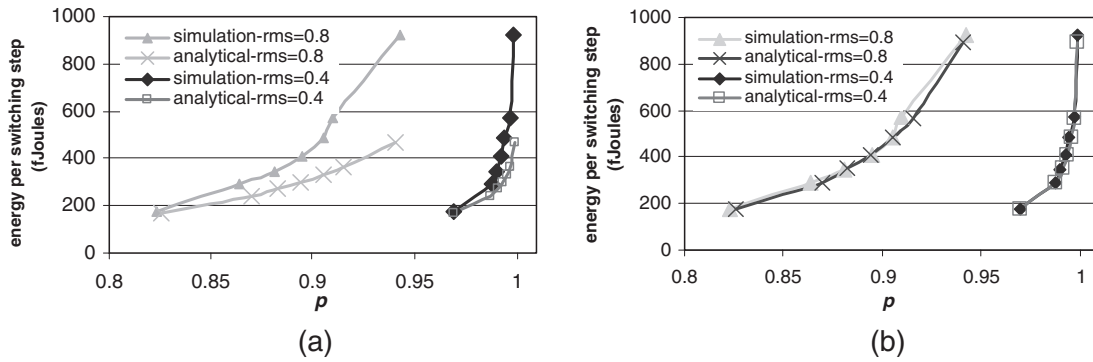 energy per switching step
(fJoules)
1000
800
600
400
200
0
simulation-rms=0.8
analytical-rms=0.8
simulation-rms=0.4
analytical-rms=0.4
0.8
0.85
0.9
0.95
1
p
(a)
energy per switching step
(fJoules)
1000
800
600
400
200
0
simulation-rms=0.8
analytical-rms=0.8
simulation-rms=0.4
analytical-rms=0.4
0.8
0.85
0.9
0.95
1
p
(b)